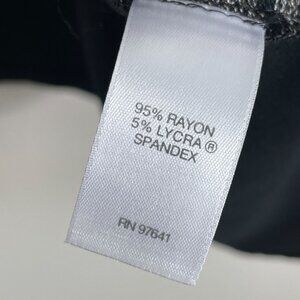 95% RAYON
5% LYCRA ®
SPANDEX
RN 97641